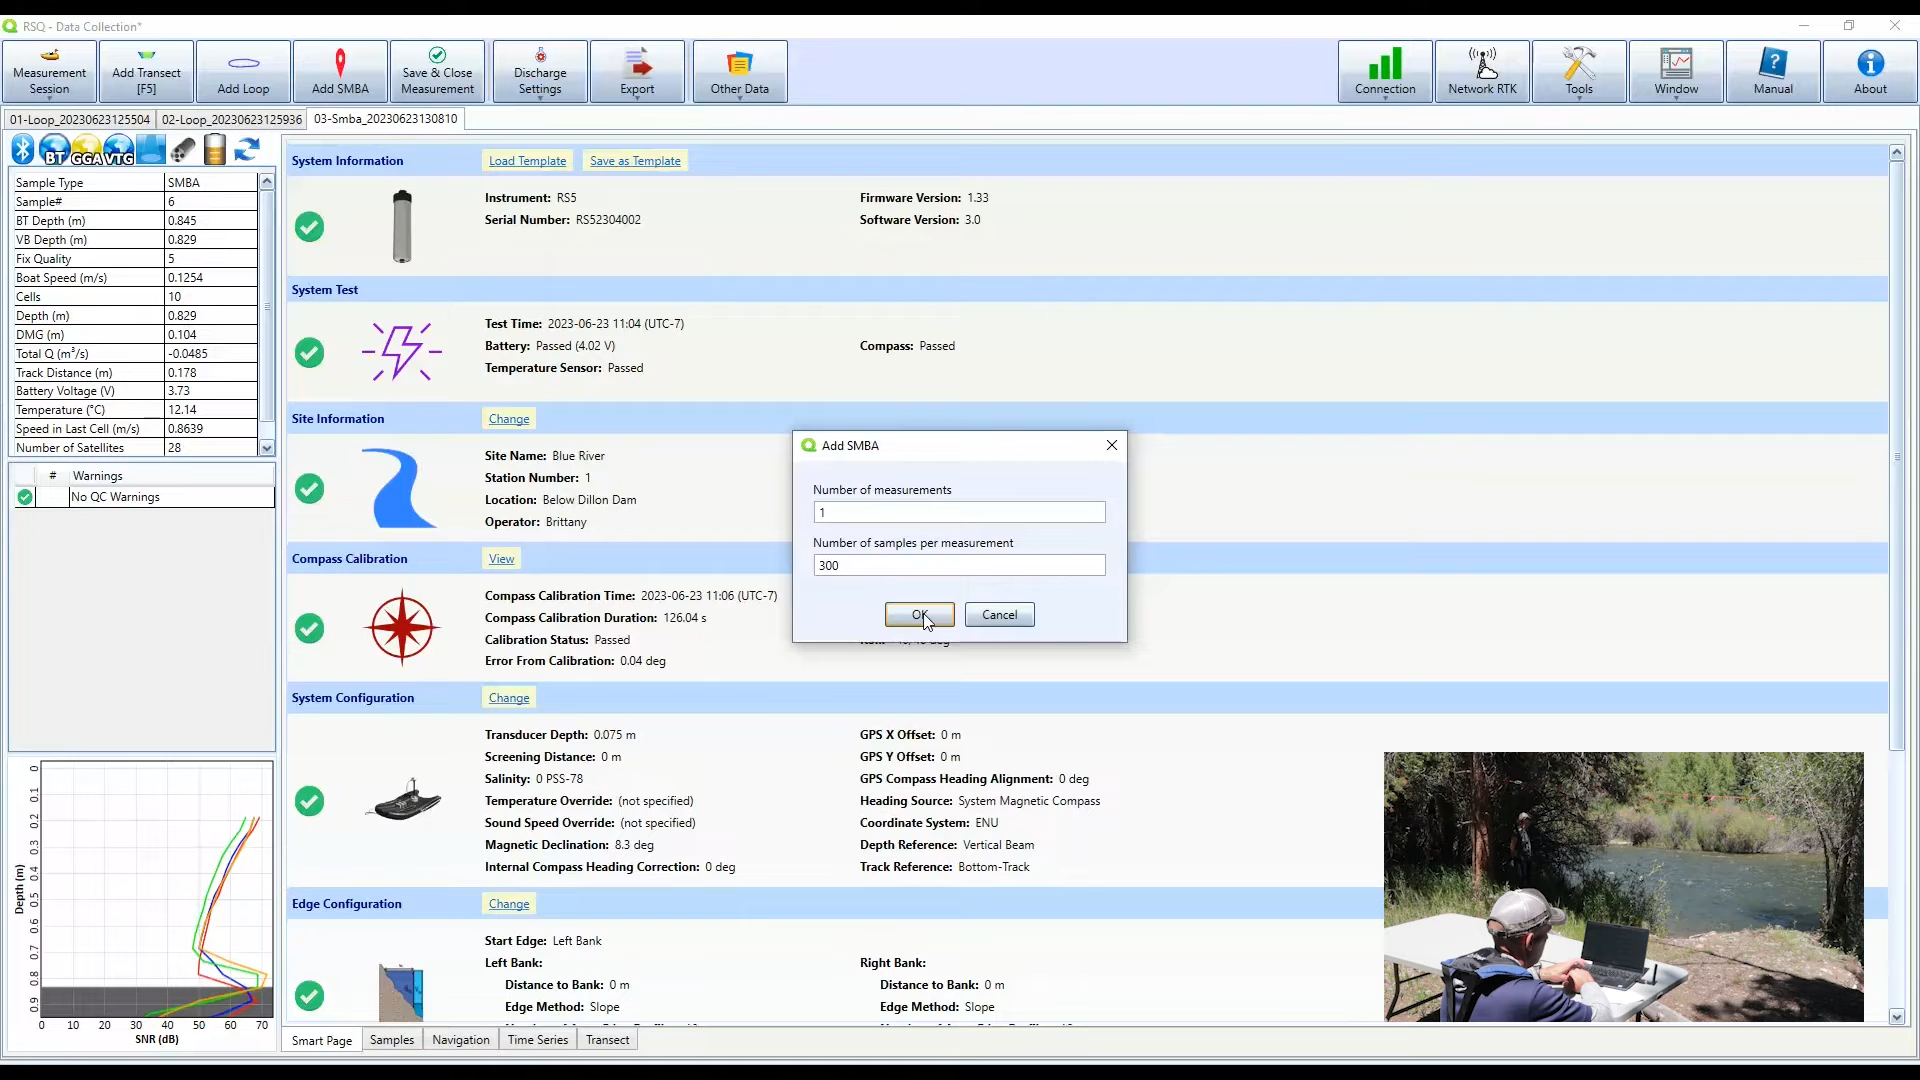 RSQ - Data Collection*
Measurement Session
Add Transect [F5]
Add Loop
Add SMBA
Save & Close Measurement
Discharge Settings
Export
Other Data
Connection
Network RTK
Tools
Window
Manual
About
01-Loop_20230623125504
02-Loop_20230623125936
03-Smba_20230623130810
BT GGA VTG
Sample Type SMBA
Sample# 6
BT Depth (m) 0.845
VB Depth (m) 0.829
Fix Quality 5
Boat Speed (m/s) 0.1254
Cells 10
Depth (m) 0.829
DMG (m) 0.104
Total Q (m³/s) -0.0485
Track Distance (m) 0.178
Battery Voltage (V) 3.73
Temperature (°C) 12.14
Speed in Last Cell (m/s) 0.8639
Number of Satellites 28
# Warnings
No QC Warnings
Depth (m)
0
0.1
0.2
0.3
0.4
0.5
0.6
0.7
0.8
0.9
0 10 20 30 40 50 60 70
SNR (dB)
System Information Load Template Save as Template
Instrument: RS5 Firmware Version: 1.33
Serial Number: RS52304002 Software Version: 3.0
System Test
Test Time: 2023-06-23 11:04 (UTC-7)
Battery: Passed (4.02 V) Compass: Passed
Temperature Sensor: Passed
Site Information Change
Site Name: Blue River
Station Number: 1
Location: Below Dillon Dam
Operator: Brittany
Compass Calibration View
Compass Calibration Time: 2023-06-23 11:06 (UTC-7)
Compass Calibration Duration: 126.04 s
Calibration Status: Passed
Error From Calibration: 0.04 deg
Add SMBA
Number of measurements
1
Number of samples per measurement
300
OK
Cancel
System Configuration Change
Transducer Depth: 0.075 m GPS X Offset: 0 m
Screening Distance: 0 m GPS Y Offset: 0 m
Salinity: 0 PSS-78 GPS Compass Heading Alignment: 0 deg
Temperature Override: (not specified) Heading Source: System Magnetic Compass
Sound Speed Override: (not specified) Coordinate System: ENU
Magnetic Declination: 8.3 deg Depth Reference: Vertical Beam
Internal Compass Heading Correction: 0 deg Track Reference: Bottom-Track
Edge Configuration Change
Start Edge: Left Bank
Left Bank: Right Bank:
Distance to Bank: 0 m Distance to Bank: 0 m
Edge Method: Slope Edge Method: Slope
Smart Page
Samples
Navigation
Time Series
Transect